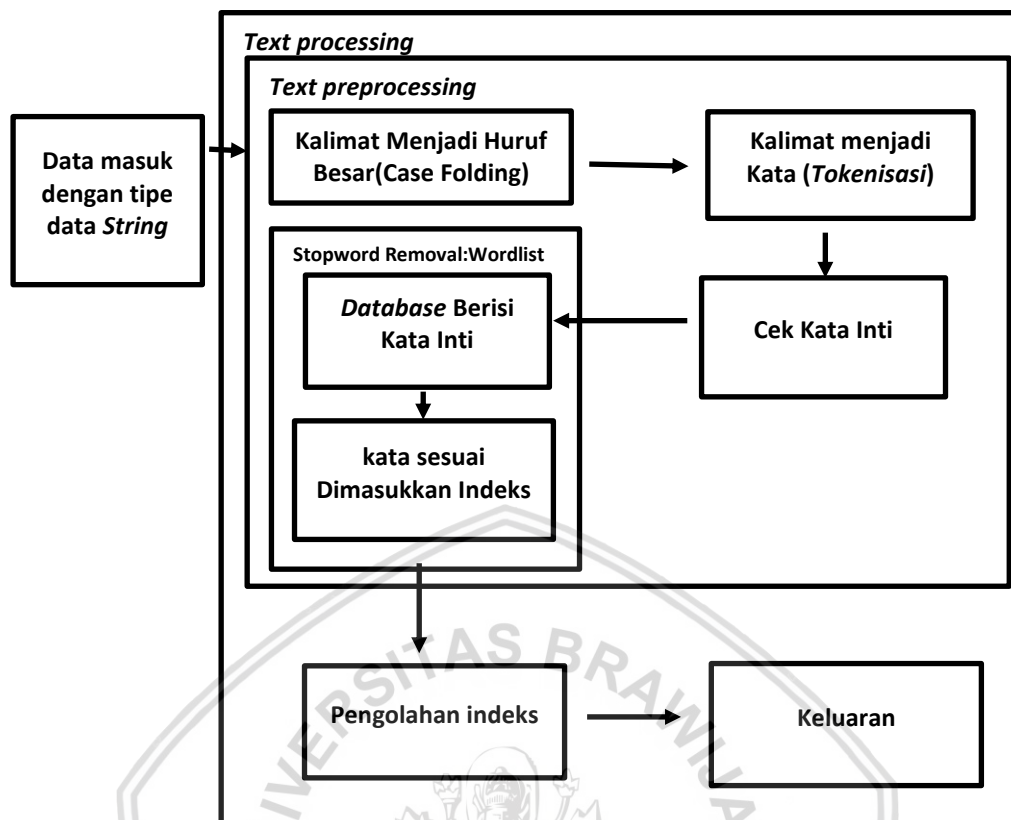 Text processing
Text preprocessing
Data masuk
dengan tipe
data String
Kalimat Menjadi Huruf
Besar(Case Folding)
Kalimat menjadi
Kata (Tokenisasi)
Cek Kata Inti
Stopword Removal:Wordlist
Database Berisi
Kata Inti
kata sesuai
Dimasukkan Indeks
Pengolahan indeks
Keluaran